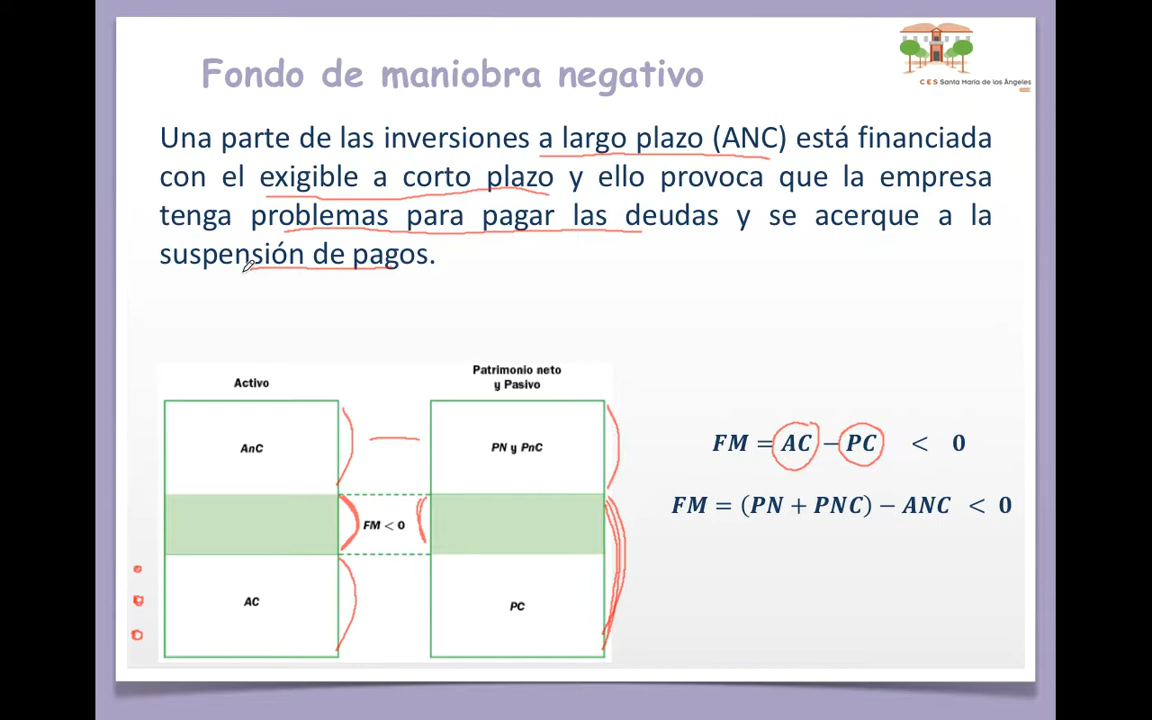 Fondo de maniobra negativo
C E S Santa María de los Ángeles
Una parte de las inversiones a largo plazo (ANC) está financiada
con el exigible a corto plazo y ello provoca que la empresa
tenga problemas para pagar las deudas y se acerque a la
suspensión de pagos.
Activo
Patrimonio neto
y Pasivo
AnC
PN y PnC
FM < 0
AC
PC
FM = AC − PC < 0
FM = (PN + PNC) − ANC < 0